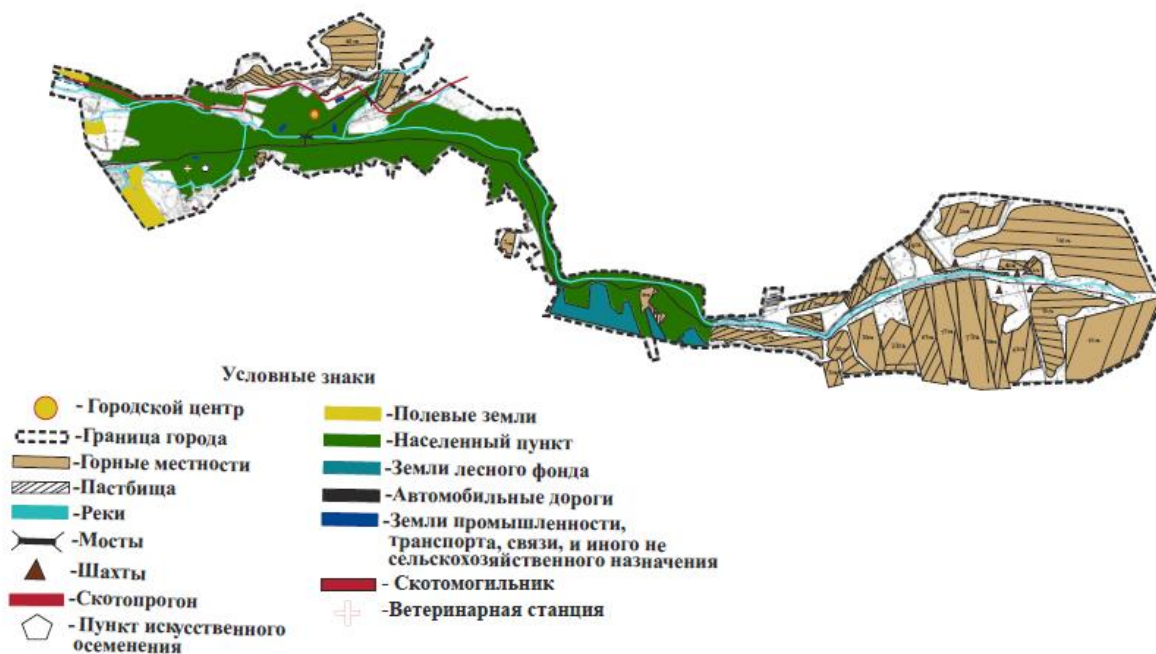 Условные знаки
- Городской центр
-Граница города
-Горные местности
-Пастбища
-Реки
-Мосты
-Шахты
-Скотопрогон
- Пункт искусственного
осеменения
-Полевые земли
-Населенный пункт
-Земли лесного фонда
-Автомобильные дороги
-Земли промышленности,
транспорта, связи, и иного не
сельскохозяйственного назначения
- Скотомогильник
-Ветеринарная станция